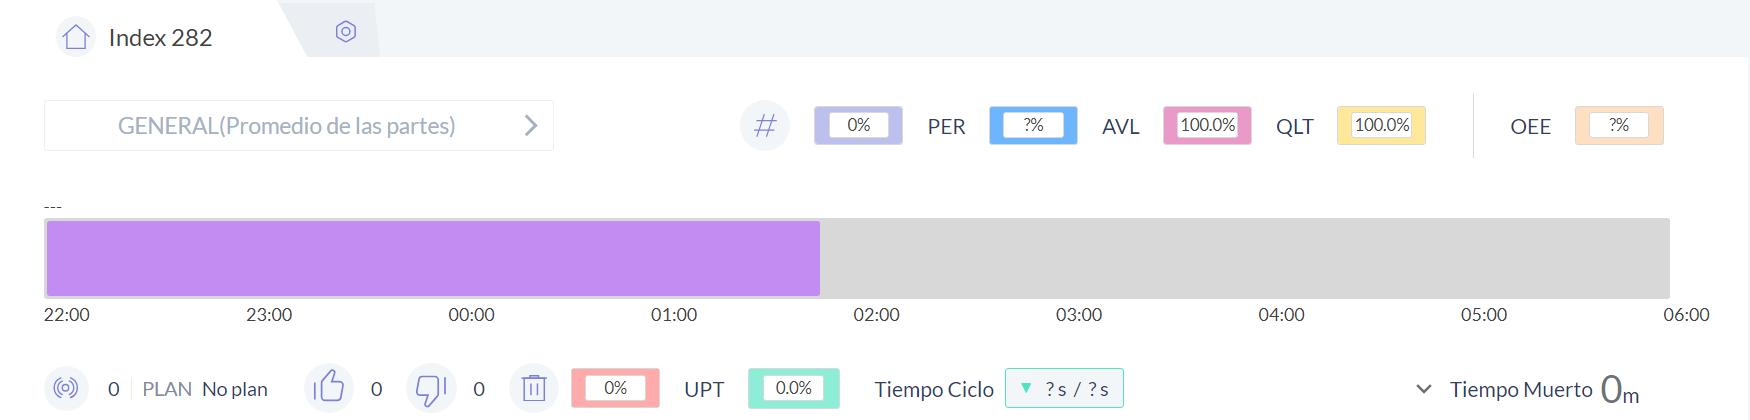 Index 282
GENERAL(Promedio de las partes)
# 0% PER ?% AVL 100.0% QLT 100.0% OEE ?%
---
22:00 23:00 00:00 01:00 02:00 03:00 04:00 05:00 06:00
0 PLAN No plan 0 0 0% UPT 0.0% Tiempo Ciclo ▼ ?s / ?s Tiempo Muerto 0m